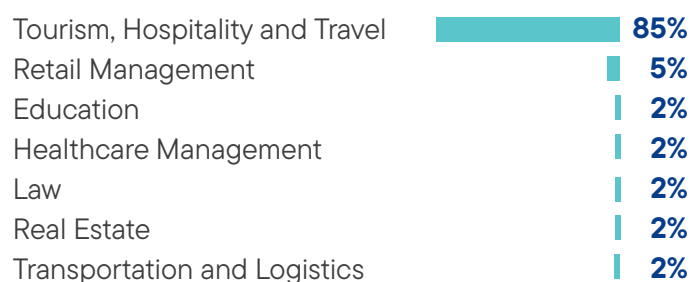 Tourism, Hospitality and Travel 85%
Retail Management 5%
Education 2%
Healthcare Management 2%
Law 2%
Real Estate 2%
Transportation and Logistics 2%